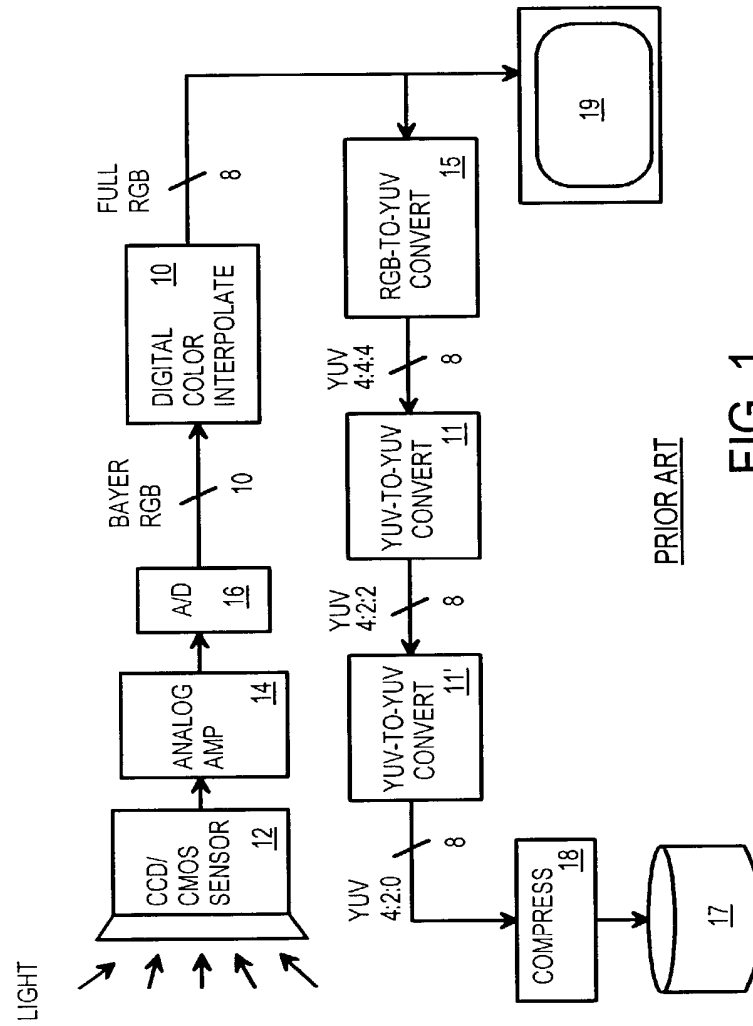 LIGHT
CCD/
CMOS
SENSOR
12
ANALOG
AMP
14
A/D
16
BAYER
RGB
10
DIGITAL
COLOR
INTERPOLATE
10
FULL
RGB
8
RGB-TO-YUV
CONVERT
15
YUV
4:4:4
8
YUV-TO-YUV
CONVERT
11
YUV
4:2:2
8
YUV-TO-YUV
CONVERT
11'
YUV
4:2:0
8
COMPRESS
18
17
19
PRIOR ART
FIG. 1